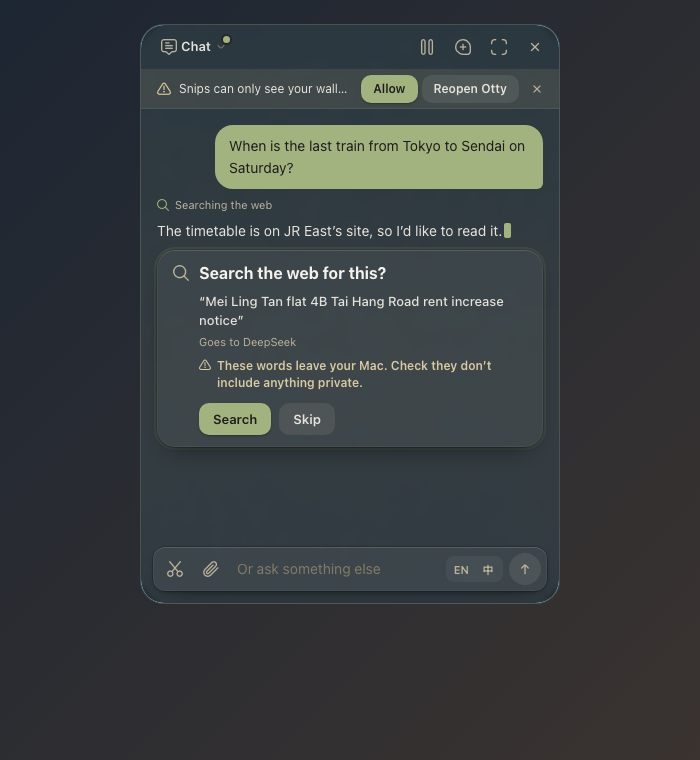 Chat
Snips can only see your wall…
Allow
Reopen Otty
When is the last train from Tokyo to Sendai on
Saturday?
Searching the web
The timetable is on JR East’s site, so I’d like to read it.
Search the web for this?
“Mei Ling Tan flat 4B Tai Hang Road rent increase
notice”
Goes to DeepSeek
These words leave your Mac. Check they don’t
include anything private.
Search
Skip
Or ask something else
EN
中